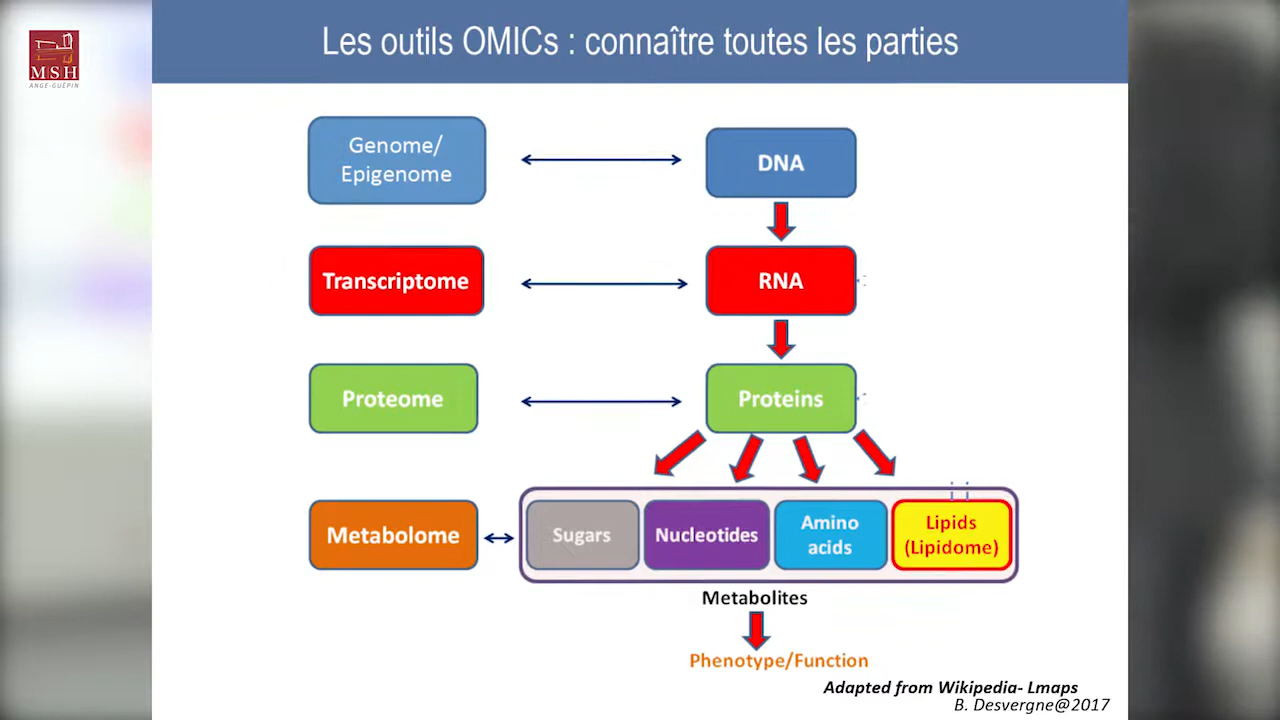 Les outils OMICs : connaître toutes les parties
MSH
ANGE-GUÉPIN
Genome/
Epigenome
DNA
Transcriptome
RNA
Proteome
Proteins
Metabolome
Sugars
Nucleotides
Amino
acids
Lipids
(Lipidome)
Metabolites
Phenotype/Function
Adapted from Wikipedia- Lmaps
B. Desvergne@2017